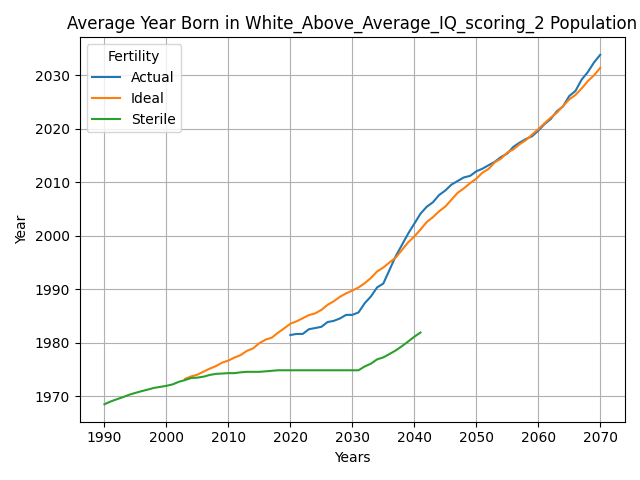 Average Year Born in White_Above_Average_IQ_scoring_2 Population
Fertility
Actual
Ideal
Sterile
Year
2030
2020
2010
2000
1990
1980
1970
1990 2000 2010 2020 2030 2040 2050 2060 2070
Years